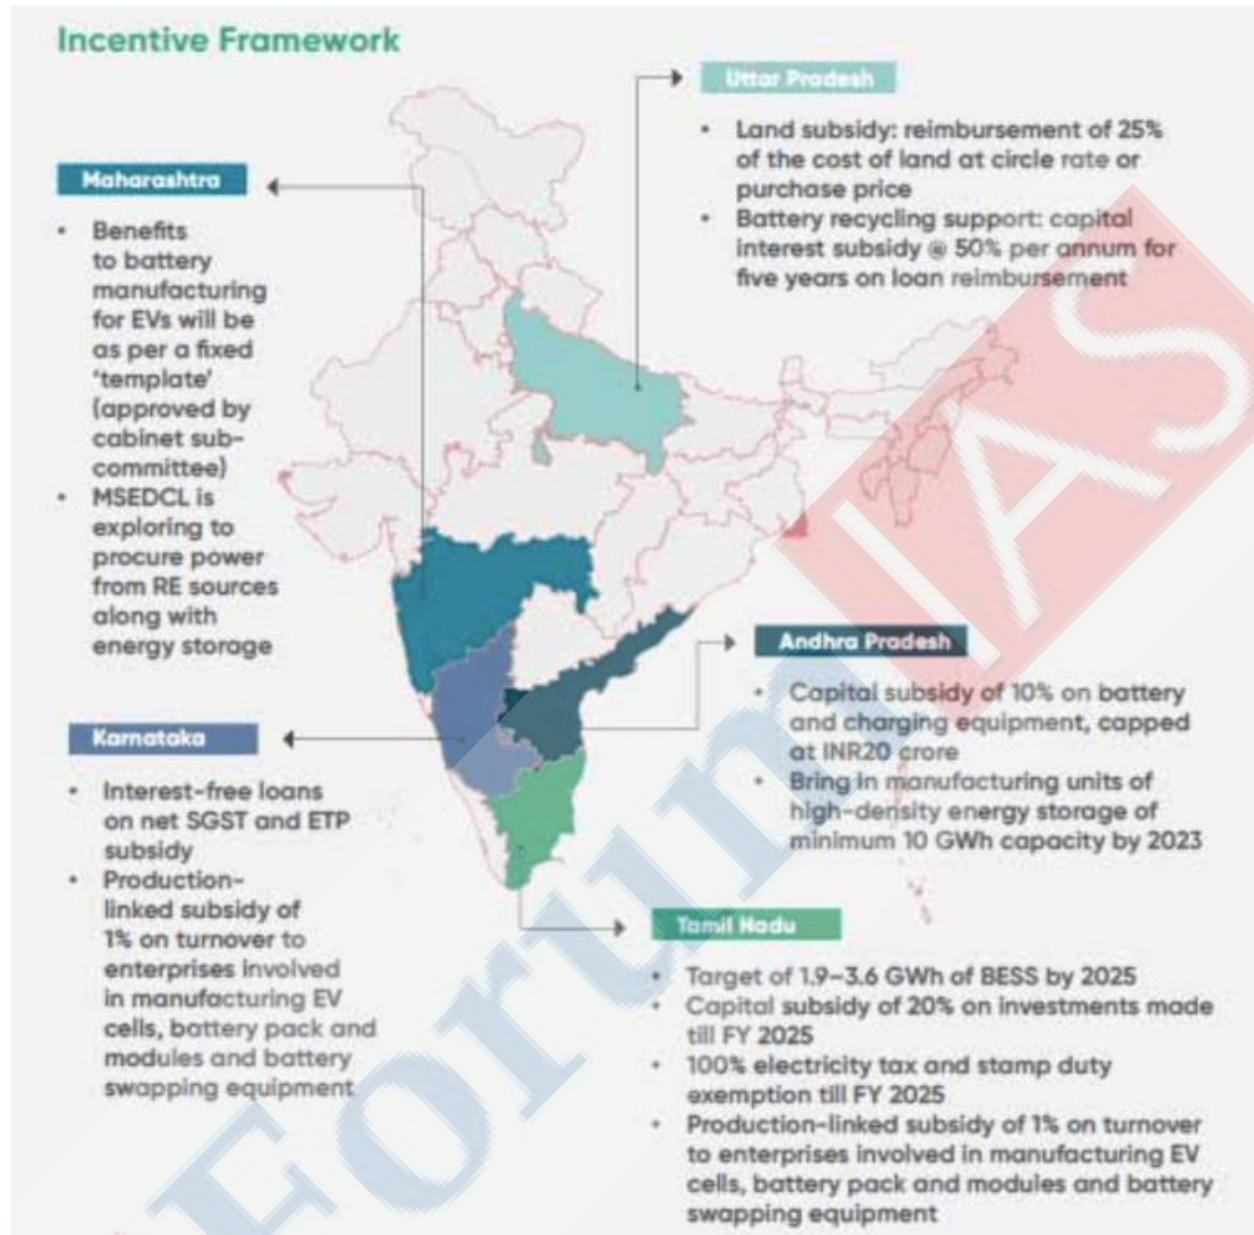 Incentive Framework
Maharashtra
• Benefits
to battery
manufacturing
for EVs will be
as per a fixed
‘template’
(approved by
cabinet sub-
committee)
• MSEDCL is
exploring to
procure power
from RE sources
along with
energy storage
Karnataka
• Interest-free loans
on net SGST and ETP
subsidy
• Production-
linked subsidy of
1% on turnover to
enterprises involved
in manufacturing EV
cells, battery pack and
modules and battery
swapping equipment
Uttar Pradesh
• Land subsidy: reimbursement of 25%
of the cost of land at circle rate or
purchase price
• Battery recycling support: capital
interest subsidy @ 50% per annum for
five years on loan reimbursement
Andhra Pradesh
• Capital subsidy of 10% on battery
and charging equipment, capped
at INR20 crore
• Bring in manufacturing units of
high-density energy storage of
minimum 10 GWh capacity by 2023
Tamil Nadu
• Target of 1.9–3.6 GWh of BESS by 2025
• Capital subsidy of 20% on investments made
till FY 2025
• 100% electricity tax and stamp duty
exemption till FY 2025
• Production-linked subsidy of 1% on turnover
to enterprises involved in manufacturing EV
cells, battery pack and modules and battery
swapping equipment
Forum IAS